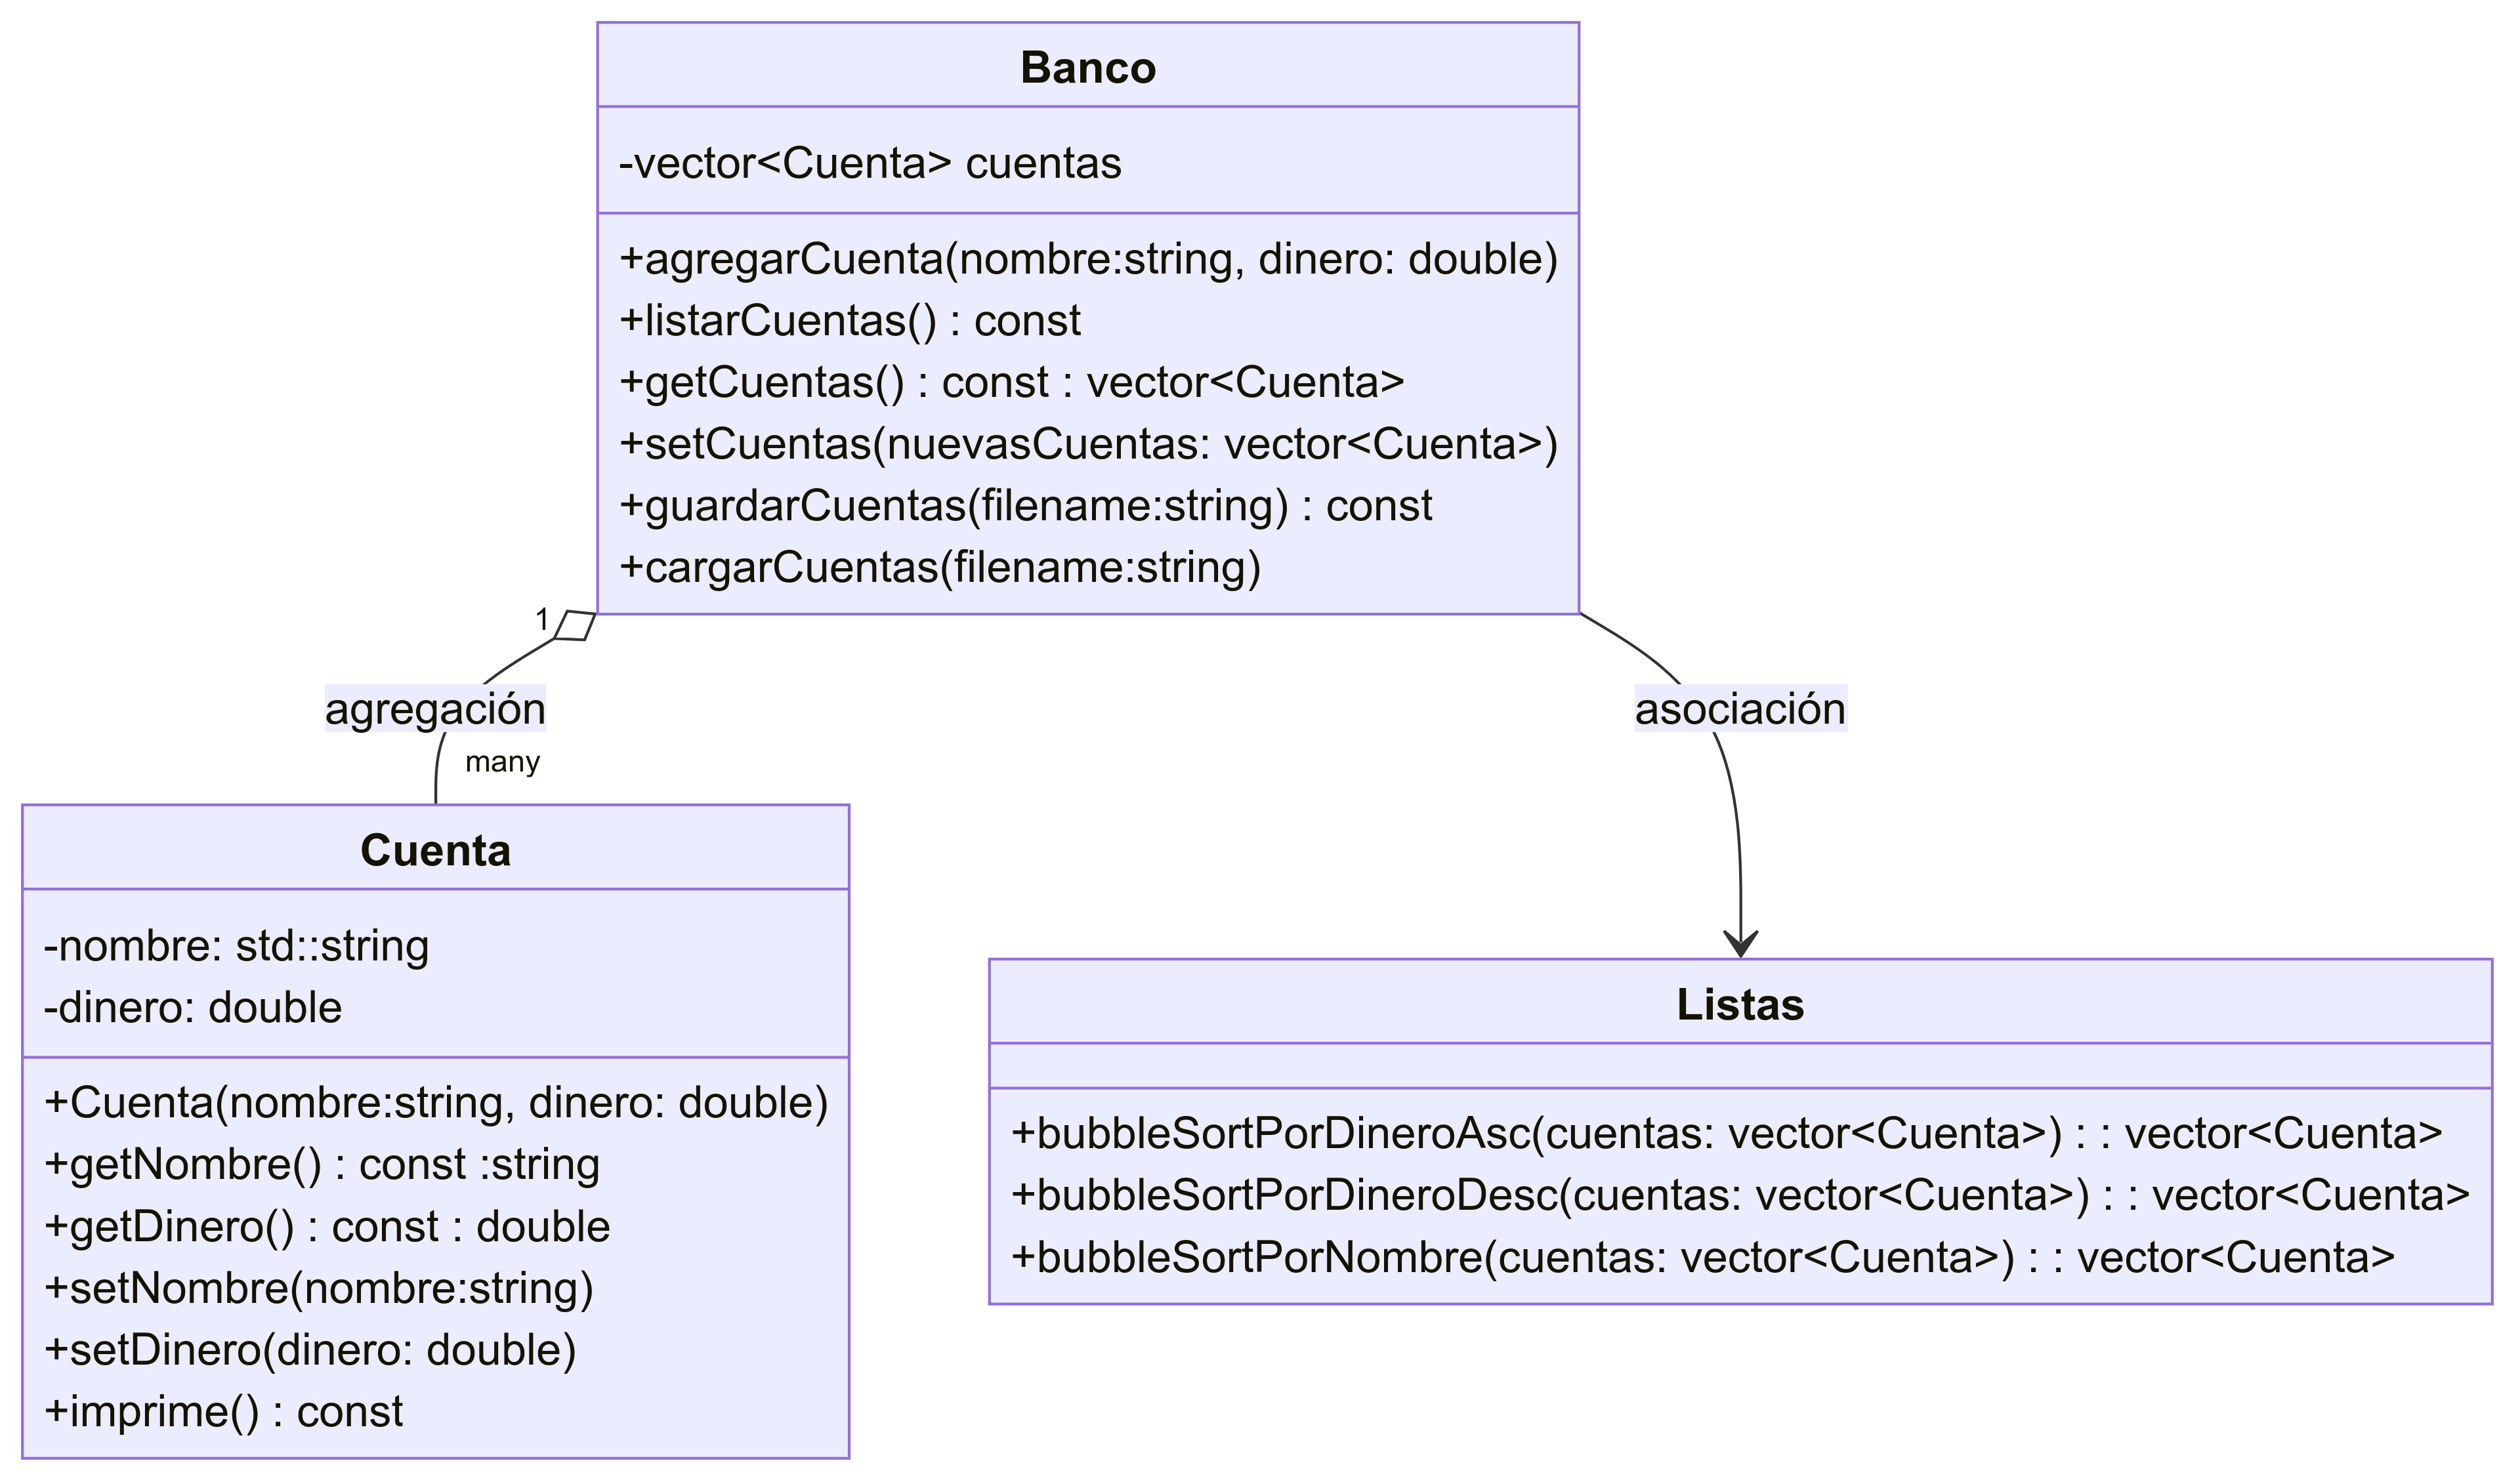 Banco
-vector<Cuenta> cuentas
+agregarCuenta(nombre:string, dinero: double)
+listarCuentas() : const
+getCuentas() : const : vector<Cuenta>
+setCuentas(nuevasCuentas: vector<Cuenta>)
+guardarCuentas(filename:string) : const
+cargarCuentas(filename:string)
1
agregación
many
asociación
Cuenta
-nombre: std::string
-dinero: double
+Cuenta(nombre:string, dinero: double)
+getNombre() : const :string
+getDinero() : const : double
+setNombre(nombre:string)
+setDinero(dinero: double)
+imprime() : const
Listas
+bubbleSortPorDineroAsc(cuentas: vector<Cuenta>) : : vector<Cuenta>
+bubbleSortPorDineroDesc(cuentas: vector<Cuenta>) : : vector<Cuenta>
+bubbleSortPorNombre(cuentas: vector<Cuenta>) : : vector<Cuenta>